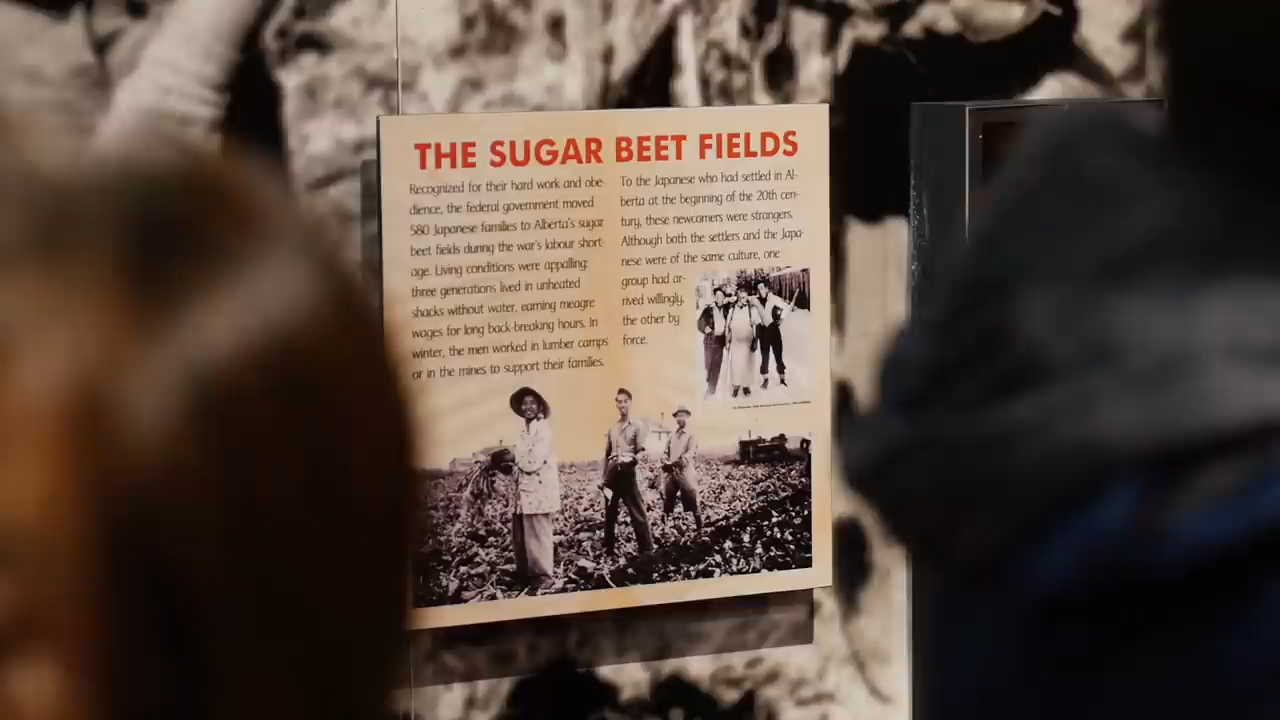 THE SUGAR BEET FIELDS
Recognized for their hard work and obe-
dience, the federal government moved
580 Japanese families to Alberta's sugar
beet fields during the war's labour short-
age. Living conditions were appalling:
three generations lived in unheated
shacks without water, earning meagre
wages for long back-breaking hours. In
winter, the men worked in lumber camps
or in the mines to support their families.
To the Japanese who had settled in Al-
berta at the beginning of the 20th cen-
tury, these newcomers were strangers.
Although both the settlers and the Japa-
nese were of the same culture, one
group had ar-
rived willingly,
the other by
force.